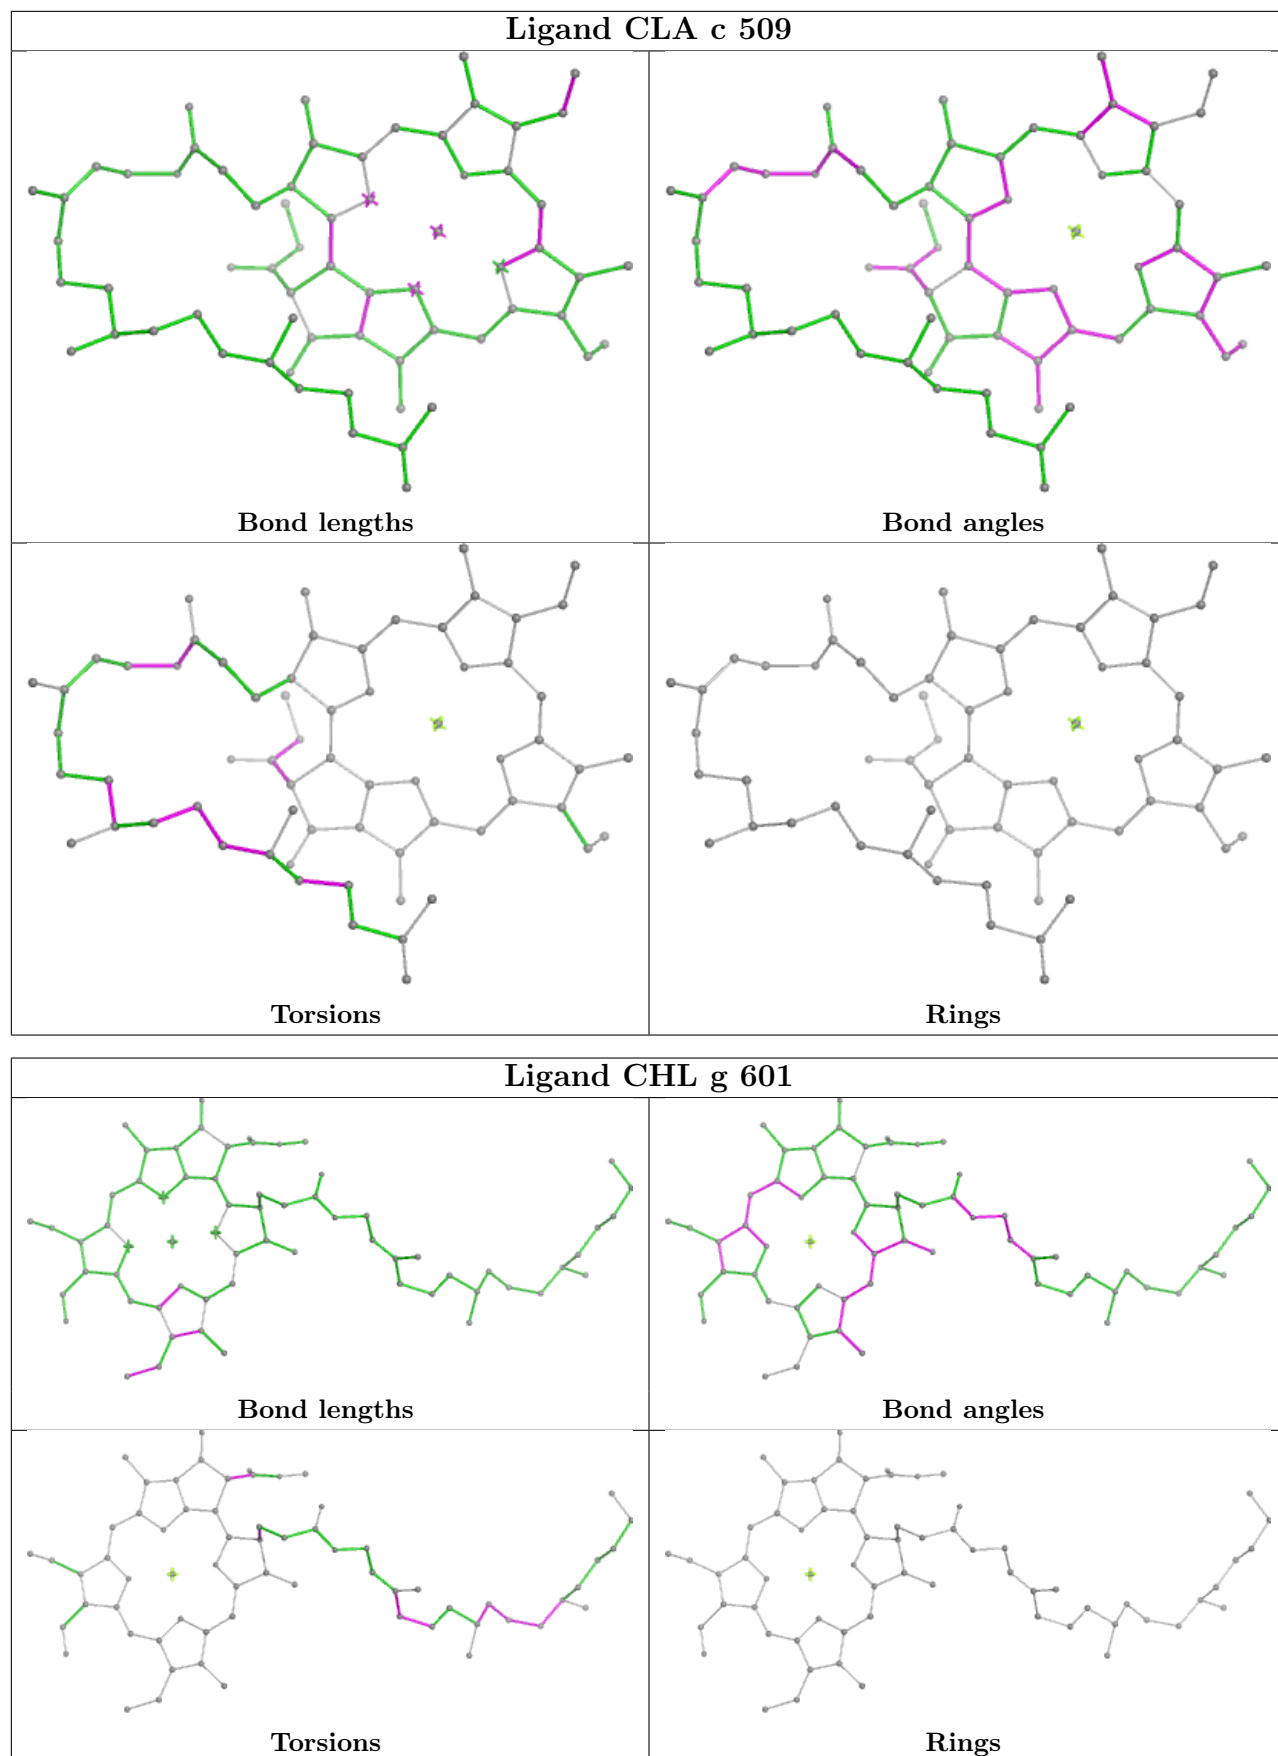 Ligand CLA c 509
Bond lengths
Bond angles
Torsions
Rings
Ligand CHL g 601
Bond lengths
Bond angles
Torsions
Rings